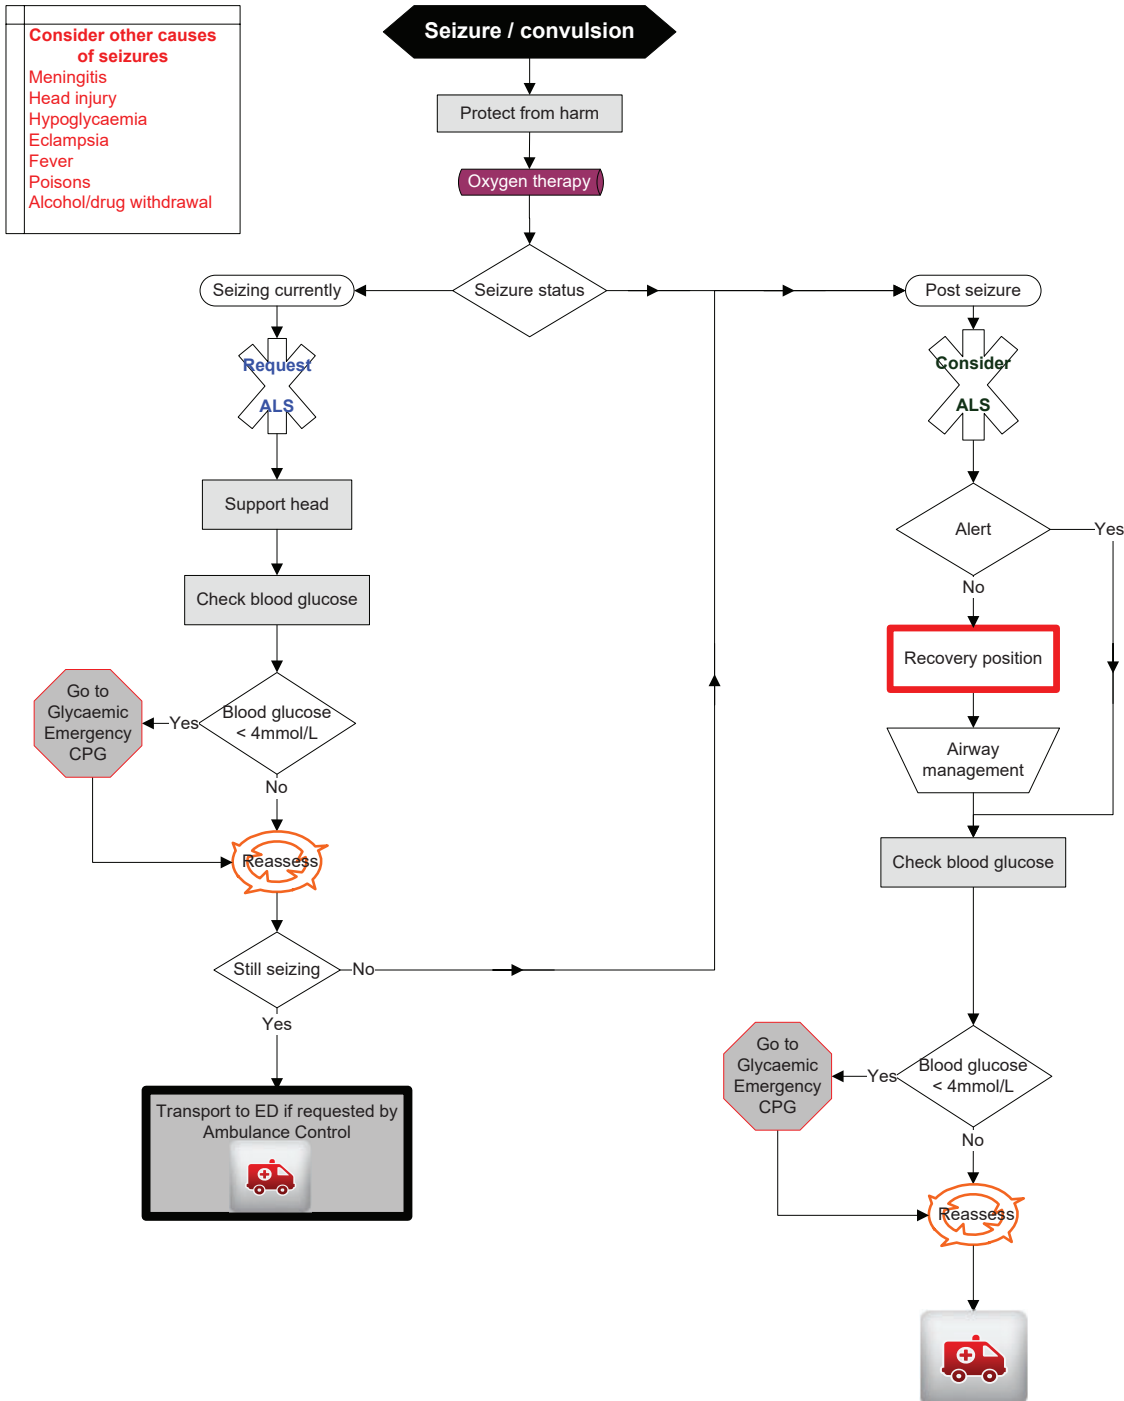 Consider other causes
of seizures
Meningitis
Head injury
Hypoglycaemia
Eclampsia
Fever
Poisons
Alcohol/drug withdrawal
Seizure / convulsion
Protect from harm
Oxygen therapy
Seizure status
Seizing currently
Post seizure
Request
ALS
Consider
ALS
Support head
Check blood glucose
Blood glucose
< 4mmol/L
Yes
Go to
Glycaemic
Emergency
CPG
No
Reassess
Still seizing
No
Yes
Transport to ED if requested by
Ambulance Control
Alert
Yes
No
Recovery position
Airway
management
Check blood glucose
Blood glucose
< 4mmol/L
Yes
Go to
Glycaemic
Emergency
CPG
No
Reassess